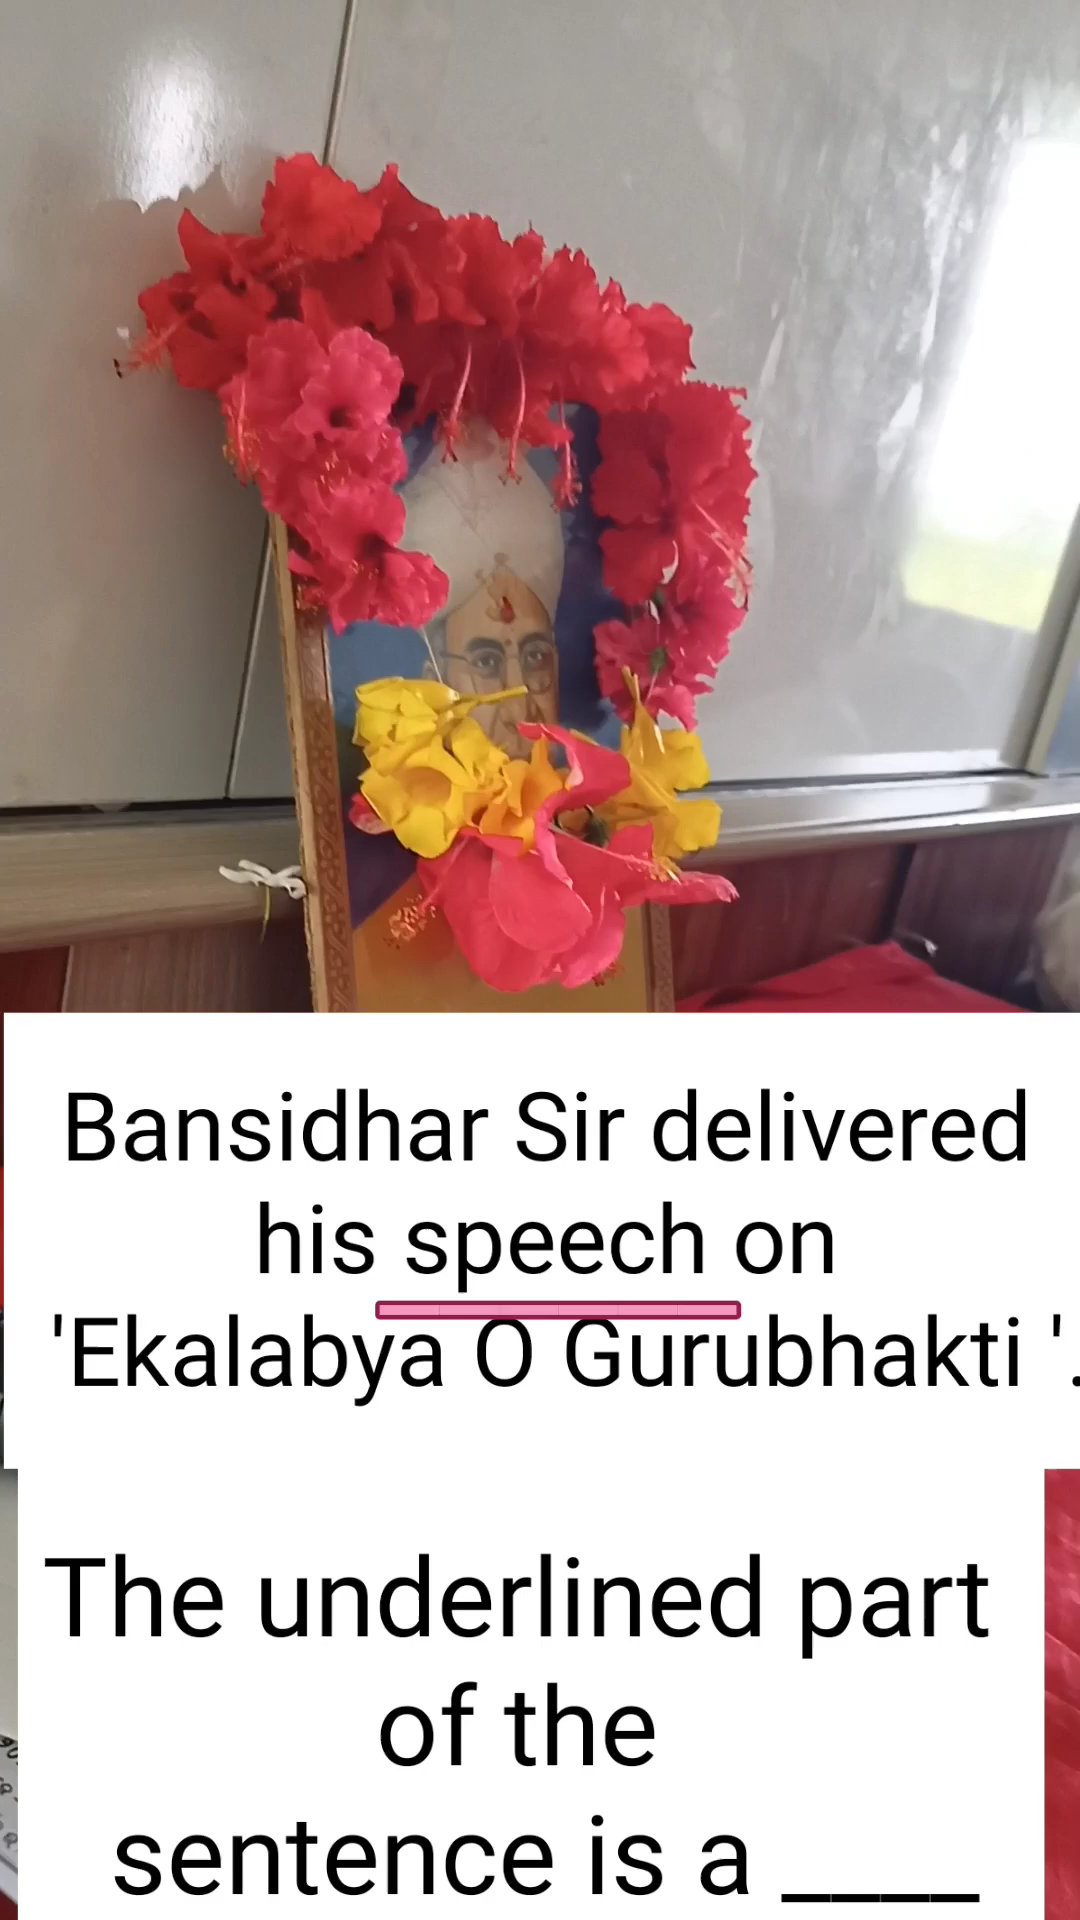 Bansidhar Sir delivered
his speech on
'Ekalabya O Gurubhakti '.
The underlined part
of the
sentence is a ____